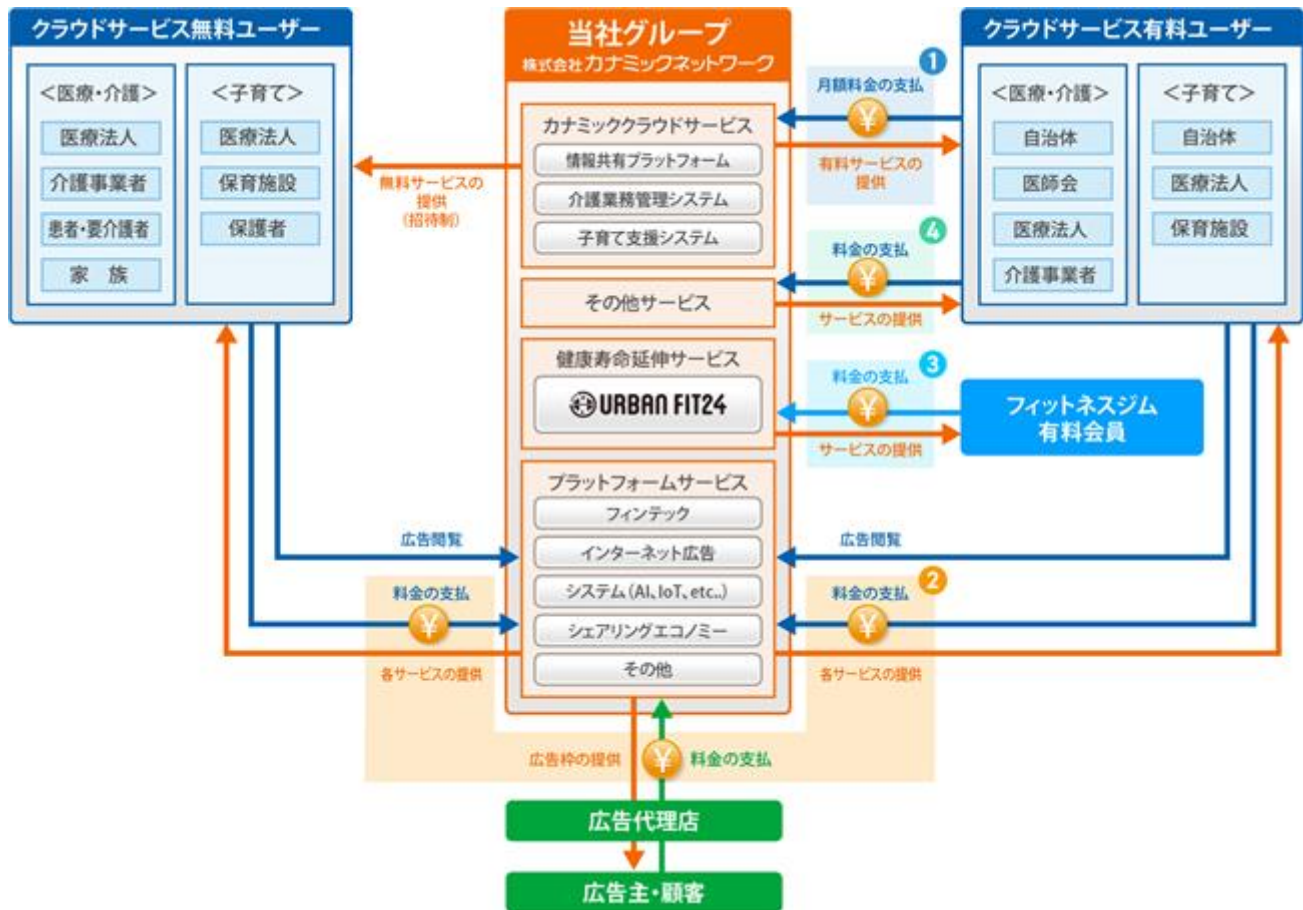 クラウドサービス無料ユーザー
<医療・介護>
医療法人
介護事業者
患者・要介護者
家 族
<子育て>
医療法人
保育施設
保護者
無料サービスの
提供
(招待制)
当社グループ
株式会社カナミックネットワーク
カナミッククラウドサービス
情報共有プラットフォーム
介護業務管理システム
子育て支援システム
その他サービス
健康寿命延伸サービス
URBAN FIT24
プラットフォームサービス
フィンテック
インターネット広告
システム(AI、IoT、etc..)
シェアリングエコノミー
その他
1
月額料金の支払
¥
有料サービスの
提供
4
料金の支払
¥
サービスの提供
3
料金の支払
¥
サービスの提供
クラウドサービス有料ユーザー
<医療・介護>
自治体
医師会
医療法人
介護事業者
<子育て>
自治体
医療法人
保育施設
フィットネスジム
有料会員
広告閲覧
料金の支払
¥
各サービスの提供
広告閲覧
2
料金の支払
¥
各サービスの提供
広告枠の提供
¥
料金の支払
広告代理店
広告主・顧客